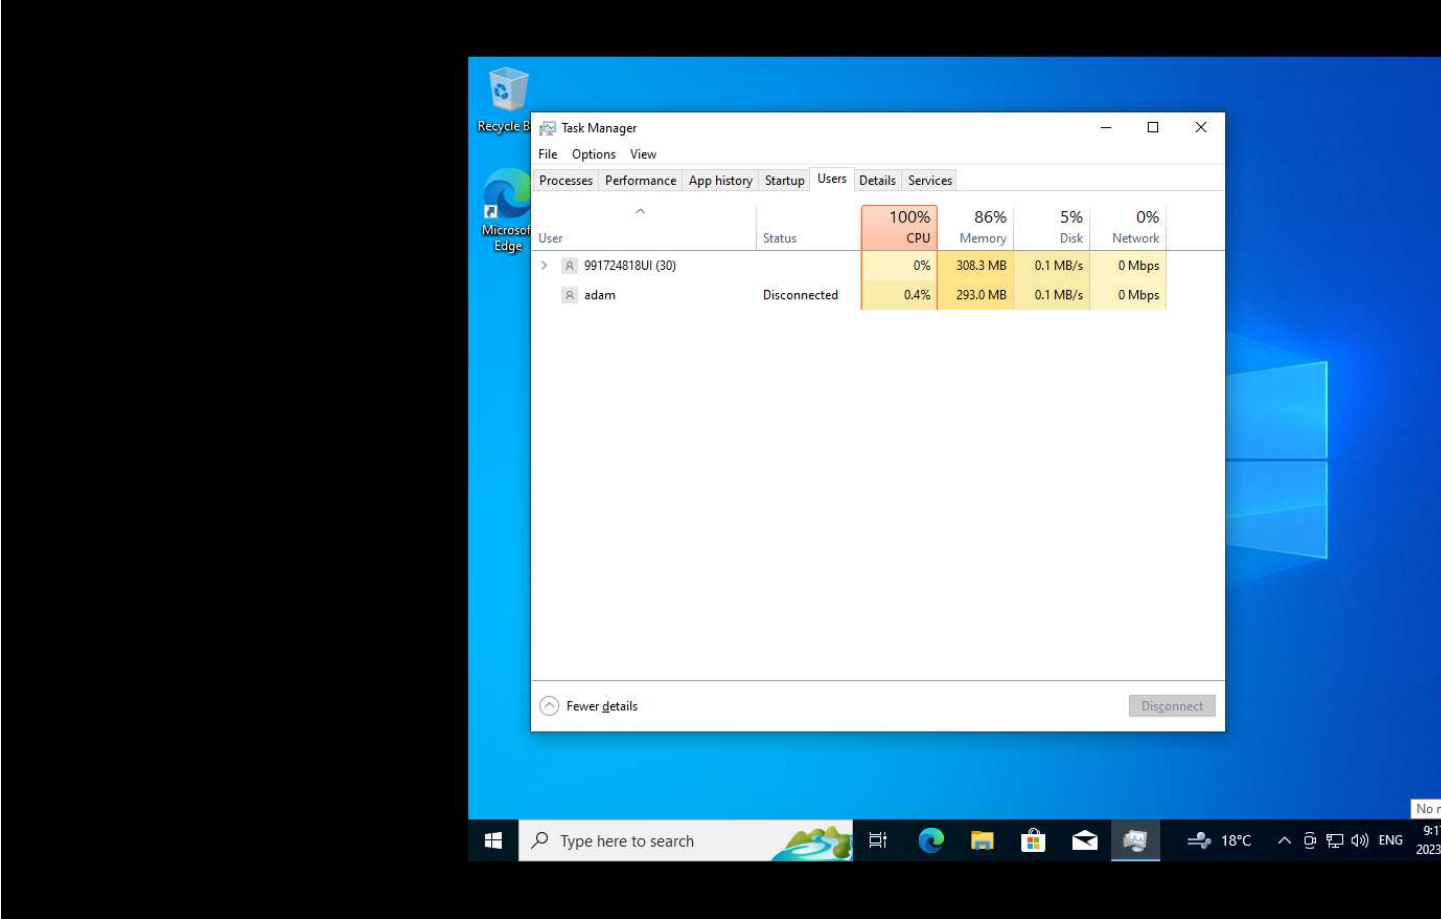 Recycle B
Task Manager
File Options View
Processes Performance App history Startup Users Details Services
100% 86% 5% 0%
User Status CPU Memory Disk Network
991724818UI (30) 0% 308.3 MB 0.1 MB/s 0 Mbps
adam Disconnected 0.4% 293.0 MB 0.1 MB/s 0 Mbps
Microsof
Edge
Fewer details
Disconnect
No r
Type here to search
18°C
ENG
9:1
2023